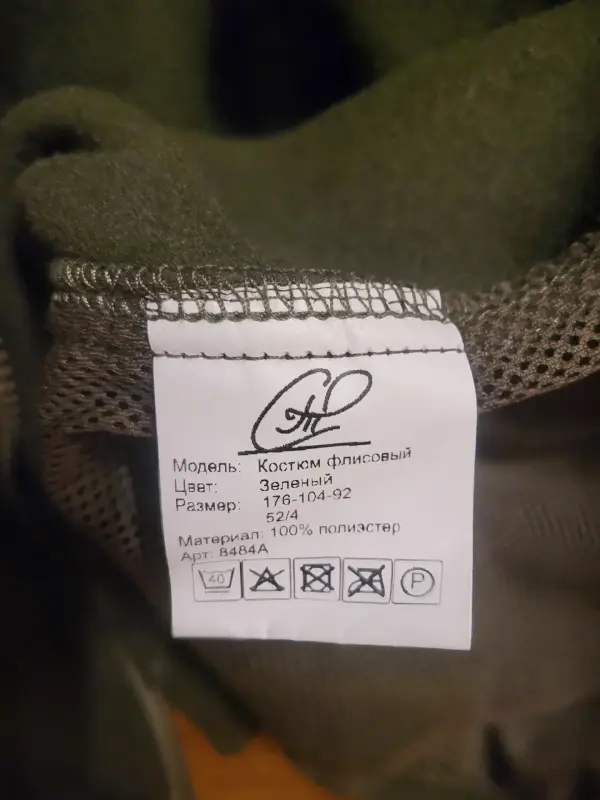 Модель: Костюм флисовый
Цвет: Зеленый
Размер: 176-104-92
52/4
Материал: 100% полиэстер
Арт: 8484А
40
P